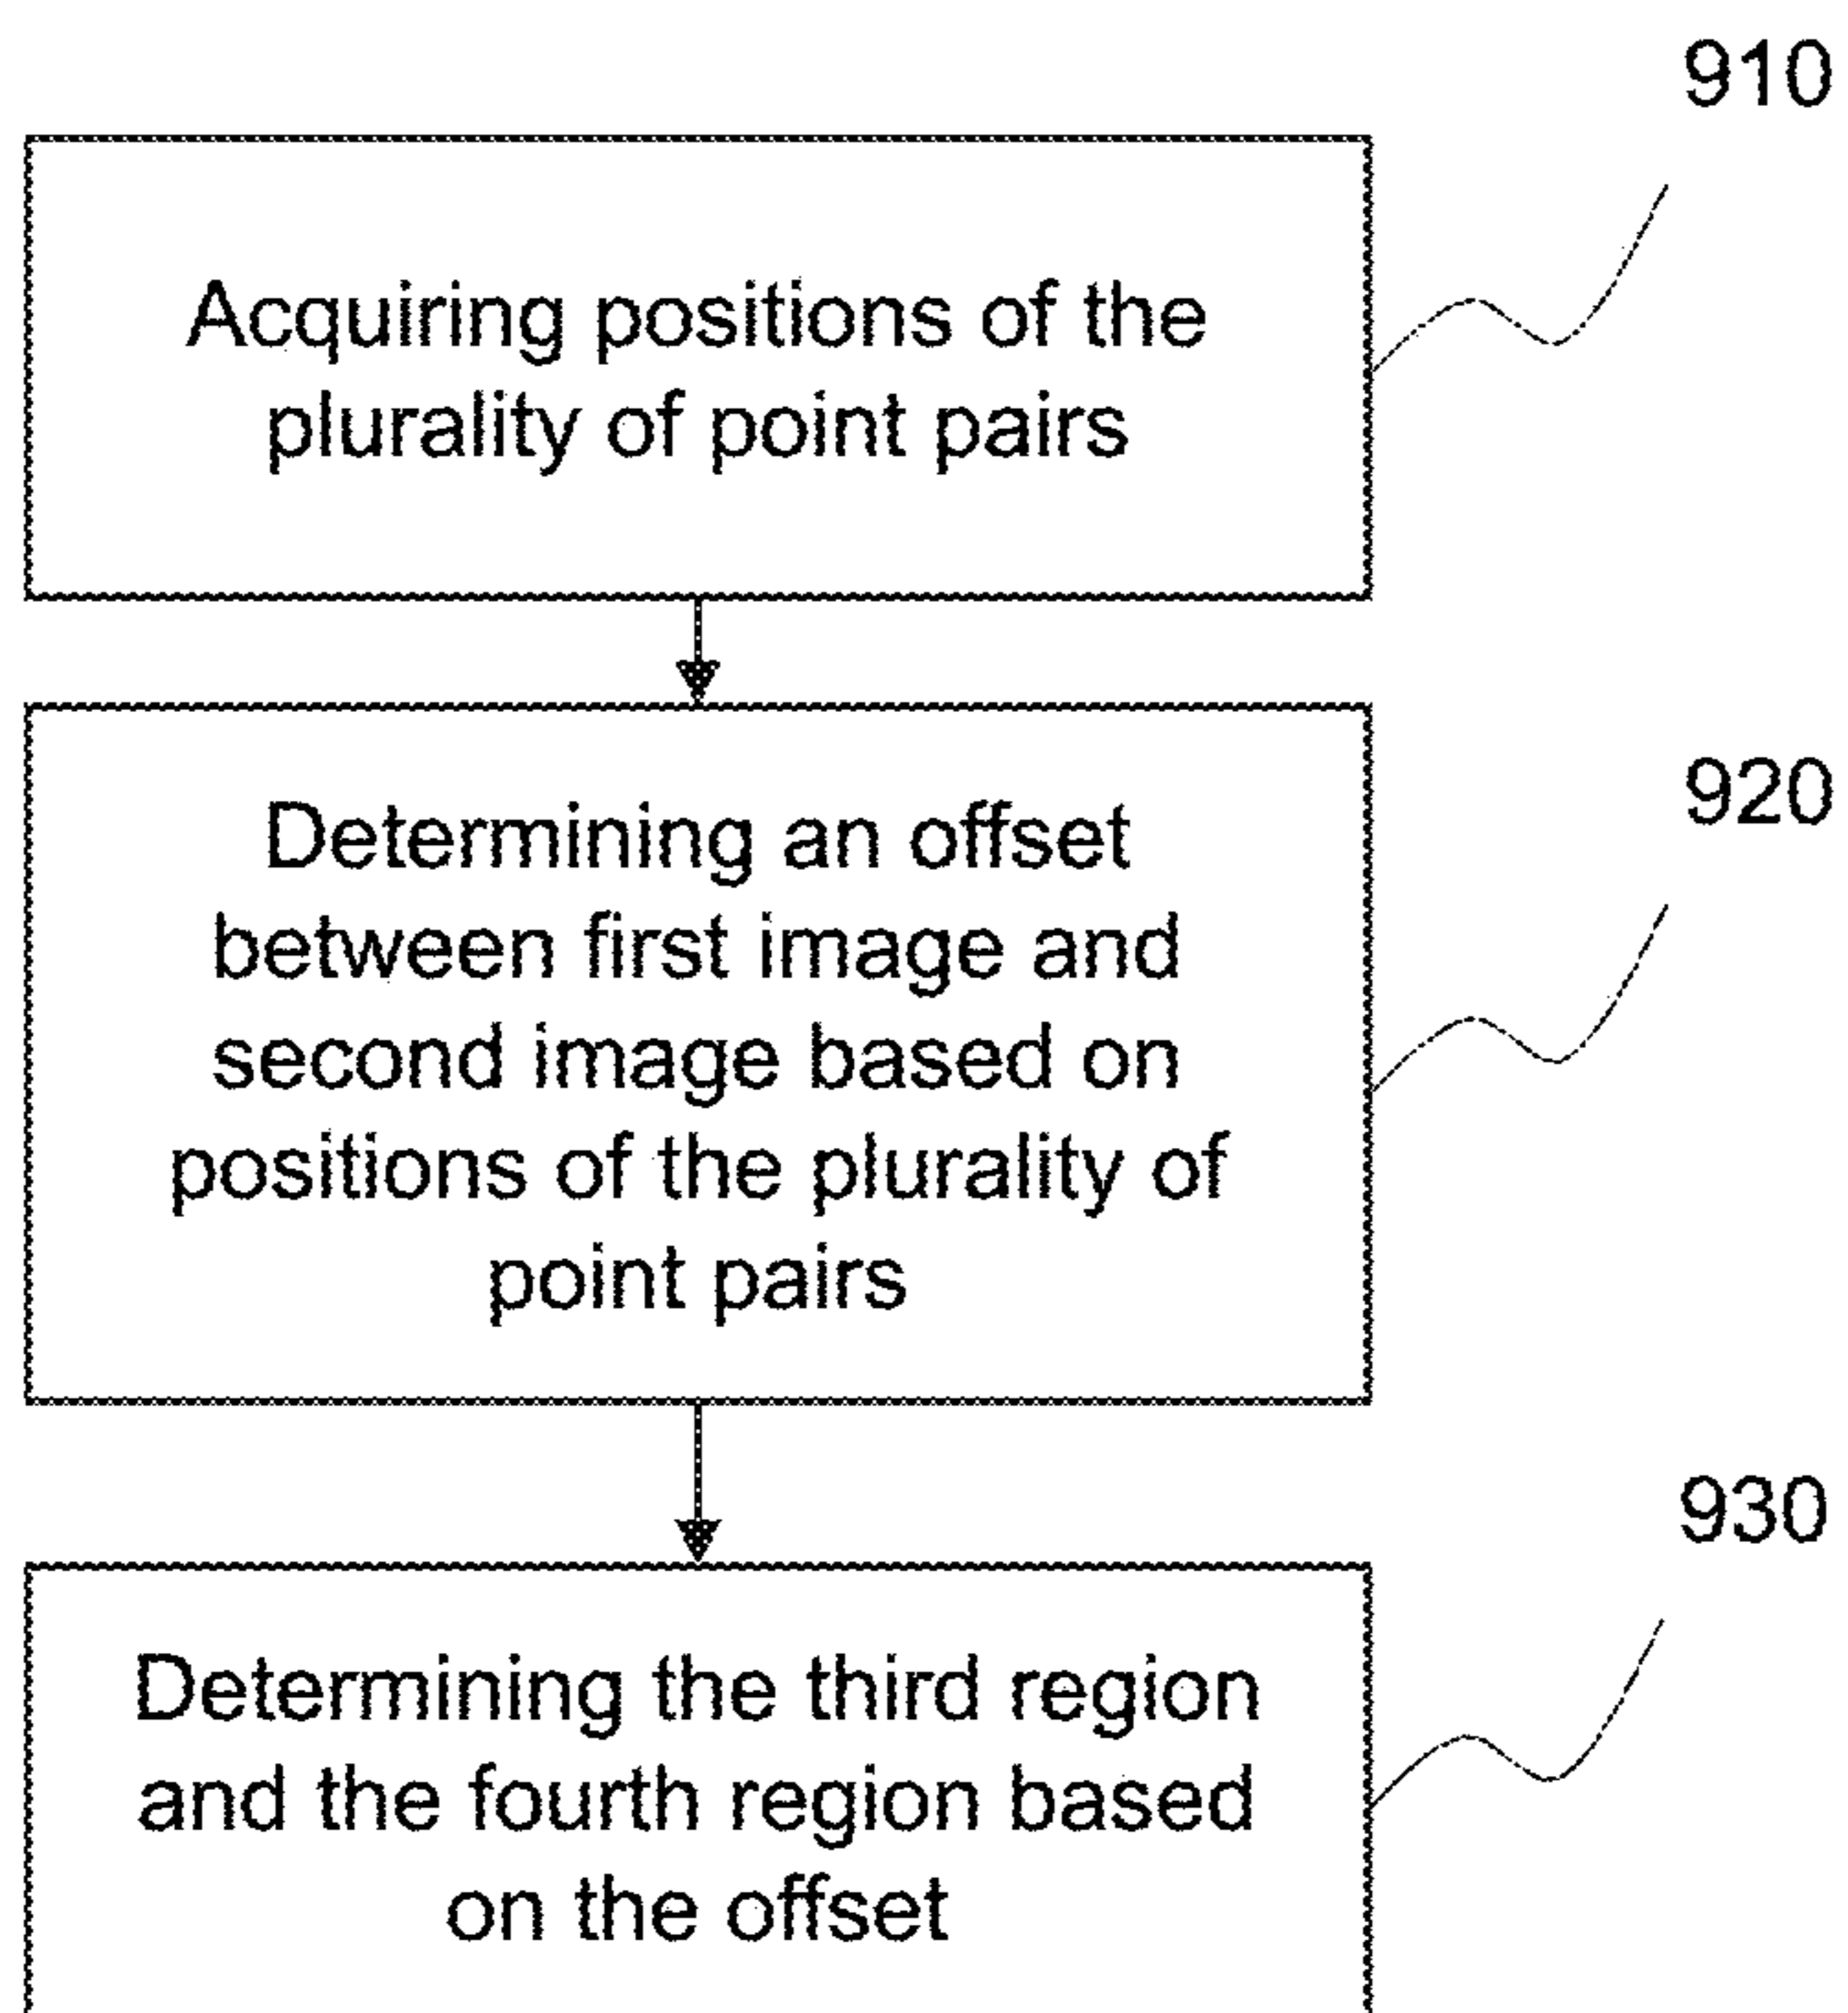 910
Acquiring positions of the
plurality of point pairs
920
Determining an offset
between first image and
second image based on
positions of the plurality of
point pairs
930
Determining the third region
and the fourth region based
on the offset